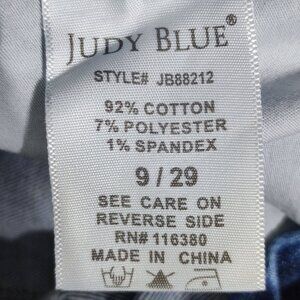 JUDY BLUE®
STYLE# JB88212
92% COTTON
7% POLYESTER
1% SPANDEX
9 / 29
SEE CARE ON
REVERSE SIDE
RN# 116380
MADE IN CHINA